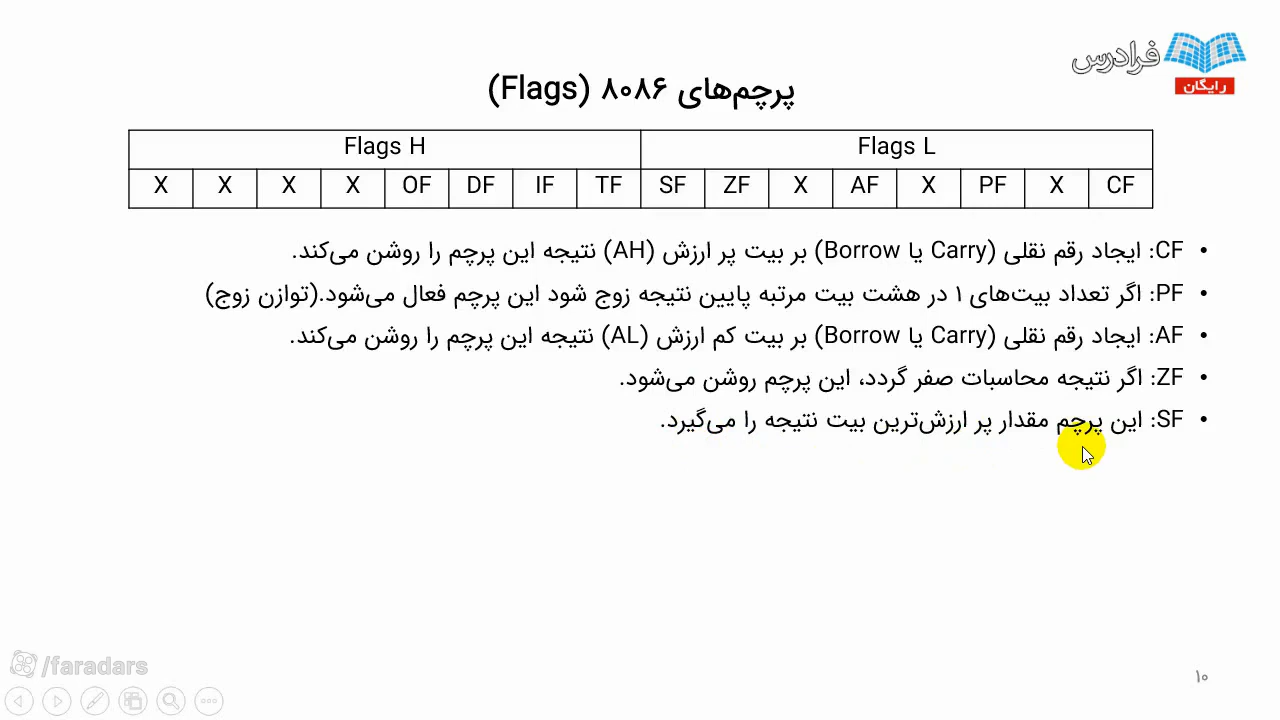 فرادرس
رایگان
پرچم‌های ۸۰۸۶ (Flags)
Flags H Flags L
X X X X OF DF IF TF SF ZF X AF X PF X CF
• CF: ایجاد رقم نقلی (Carry یا Borrow) بر بیت پر ارزش (AH) نتیجه این پرچم را روشن می‌کند.
• PF: اگر تعداد بیت‌های ۱ در هشت بیت مرتبه پایین نتیجه زوج شود این پرچم فعال می‌شود.(توازن زوج)
• AF: ایجاد رقم نقلی (Carry یا Borrow) بر بیت کم ارزش (AL) نتیجه این پرچم را روشن می‌کند.
• ZF: اگر نتیجه محاسبات صفر گردد، این پرچم روشن می‌شود.
• SF: این پرچم مقدار پر ارزش‌ترین بیت نتیجه را می‌گیرد.
/faradars
۱۰